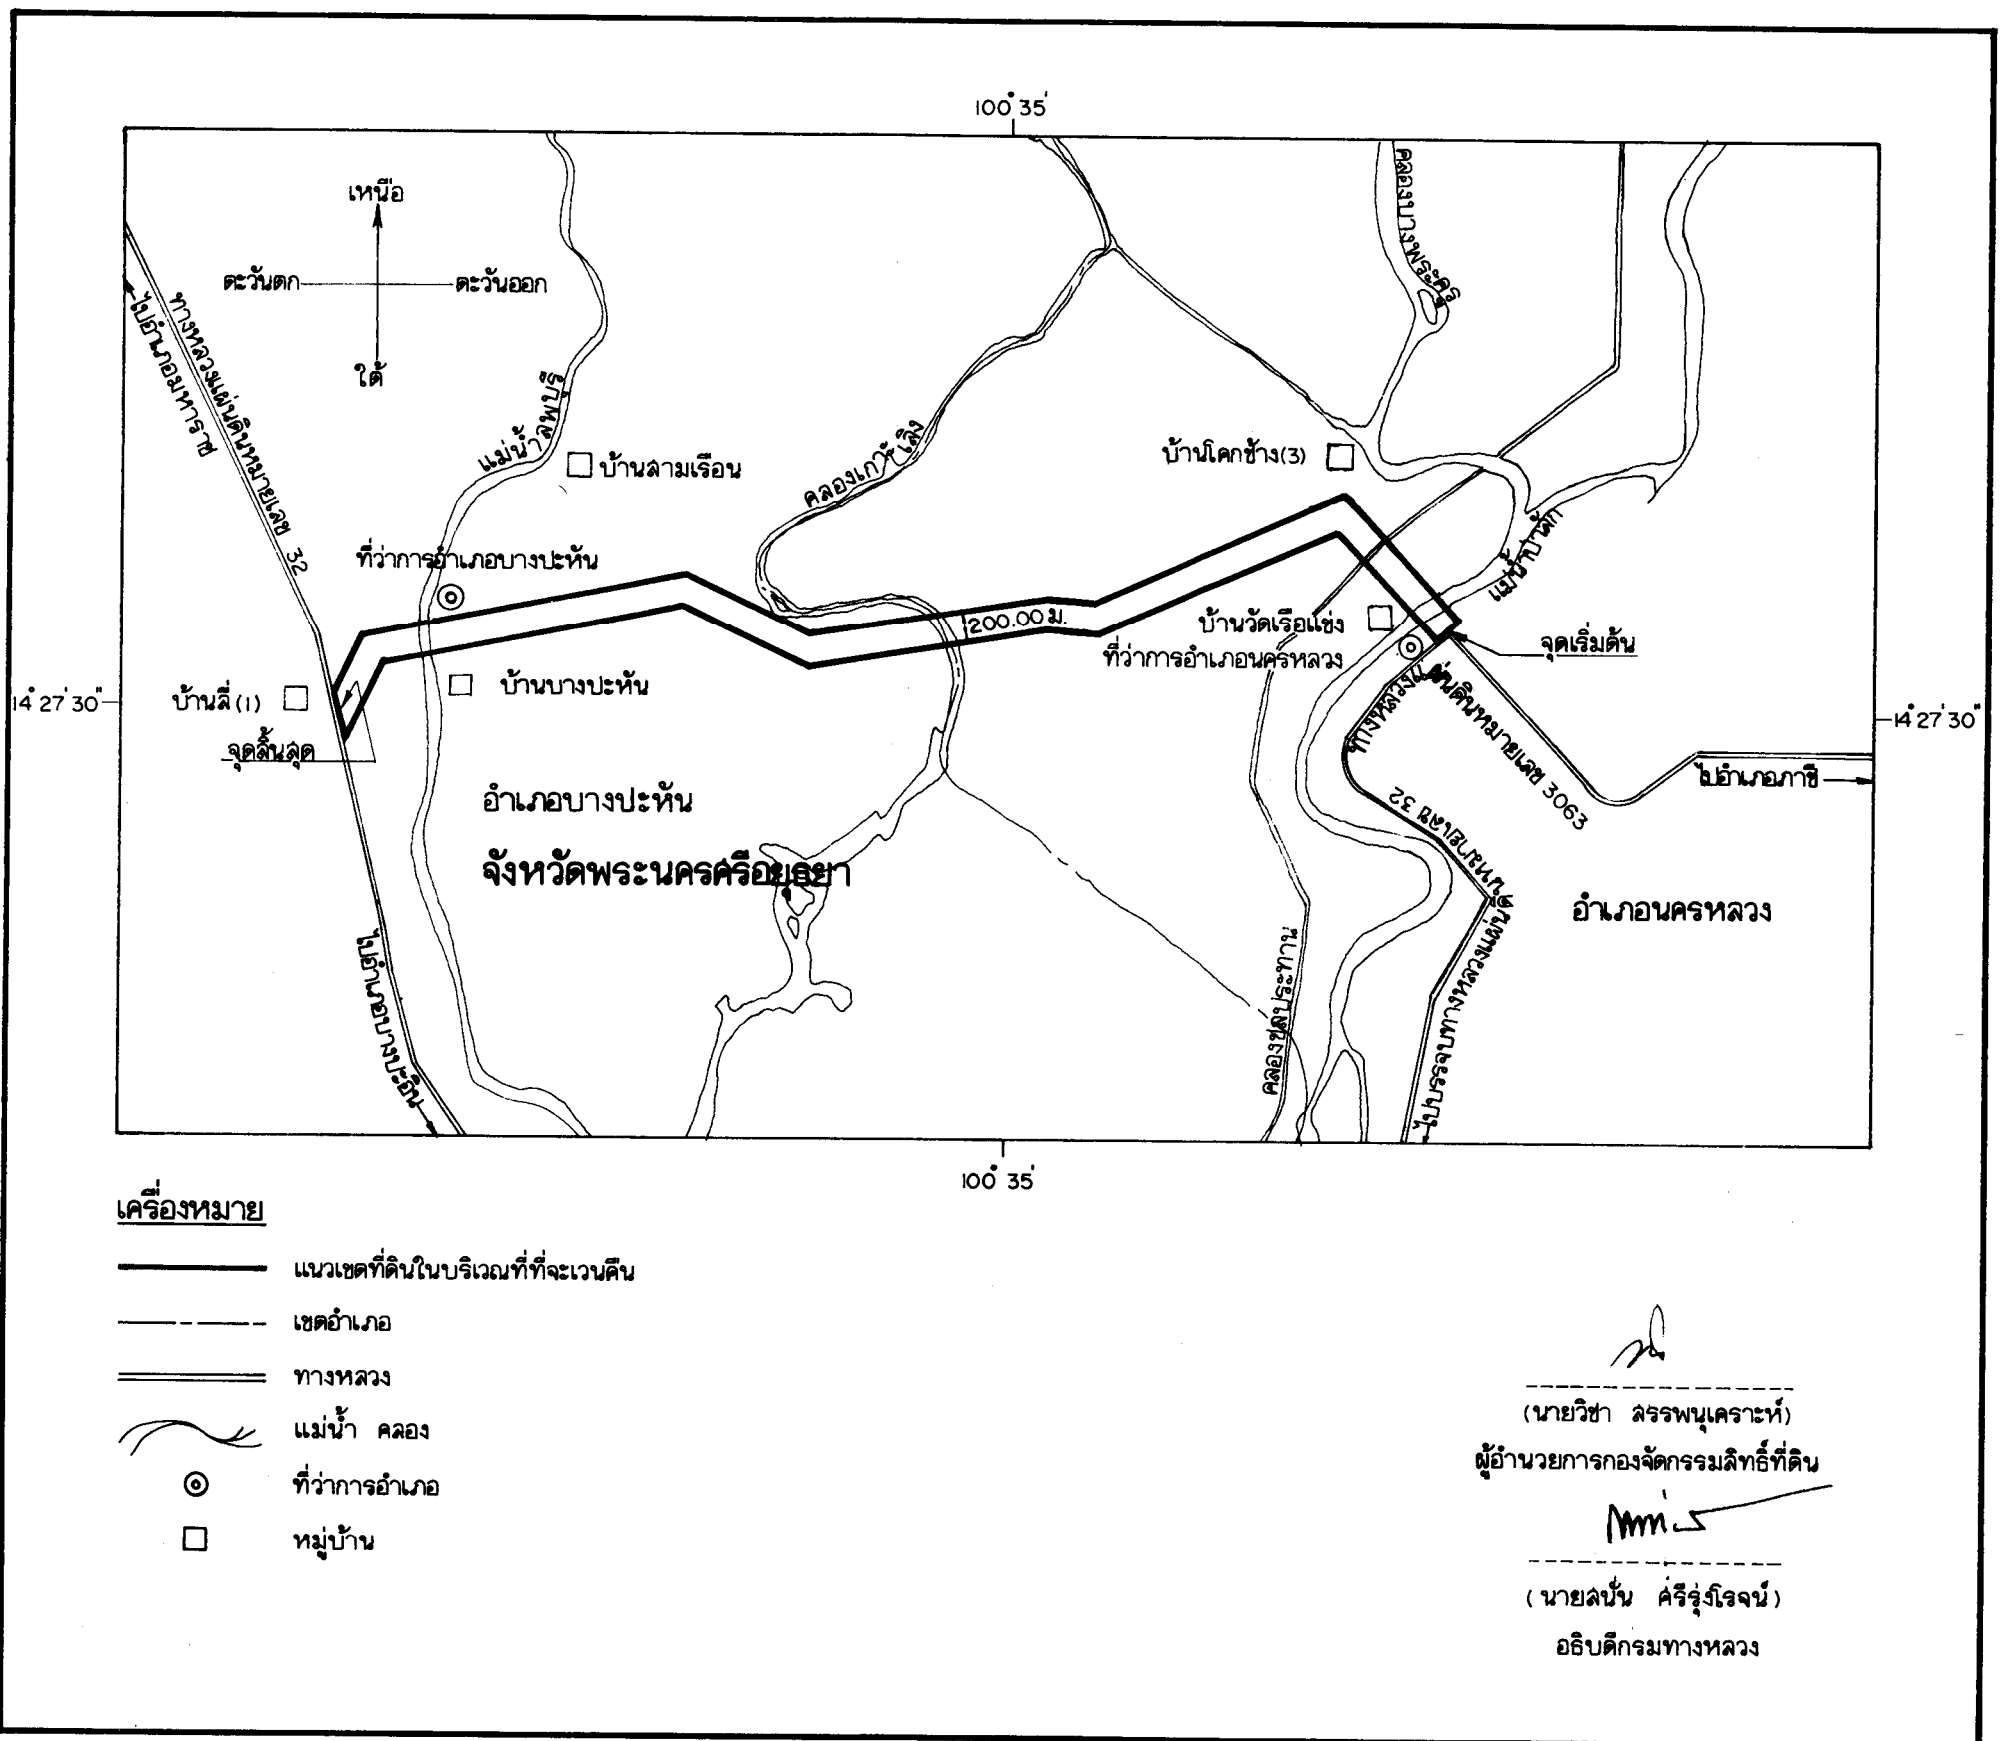 100° 35'
เหนือ
ตะวันตก
ตะวันออก
ใต้
ทางหลวงแผ่นดินหมายเลข 32
ไปอำเภอมหาราช
แม่น้ำลพบุรี
บ้านสามเรือน
คลองเกาะเลิง
คลองบางพระครู
บ้านโคกช้าง(3)
แม่น้ำป่าสัก
ที่ว่าการอำเภอบางปะหัน
200.00 ม.
บ้านวัดเรือแข่ง
ที่ว่าการอำเภอนครหลวง
จุดเริ่มต้น
14° 27' 30"
บ้านลี่(1)
บ้านบางปะหัน
จุดสิ้นสุด
ทางหลวงแผ่นดินหมายเลข 3063
14° 27' 30"
ไปอำเภอภาชี
อำเภอบางปะหัน
จังหวัดพระนครศรีอยุธยา
อำเภอนครหลวง
ไปอำเภอบางปะอิน
คลองชลประทาน
ไปบรรจบทางหลวงแผ่นดินหมายเลข 32
100° 35'
เครื่องหมาย
แนวเขตที่ดินในบริเวณที่ที่จะเวนคืน
เขตอำเภอ
ทางหลวง
แม่น้ำ คลอง
ที่ว่าการอำเภอ
หมู่บ้าน
(นายวิชา สรรพนุเคราะห์)
ผู้อำนวยการกองจัดกรรมสิทธิ์ที่ดิน
(นายสนั่น ศรีรุ่งโรจน์)
อธิบดีกรมทางหลวง